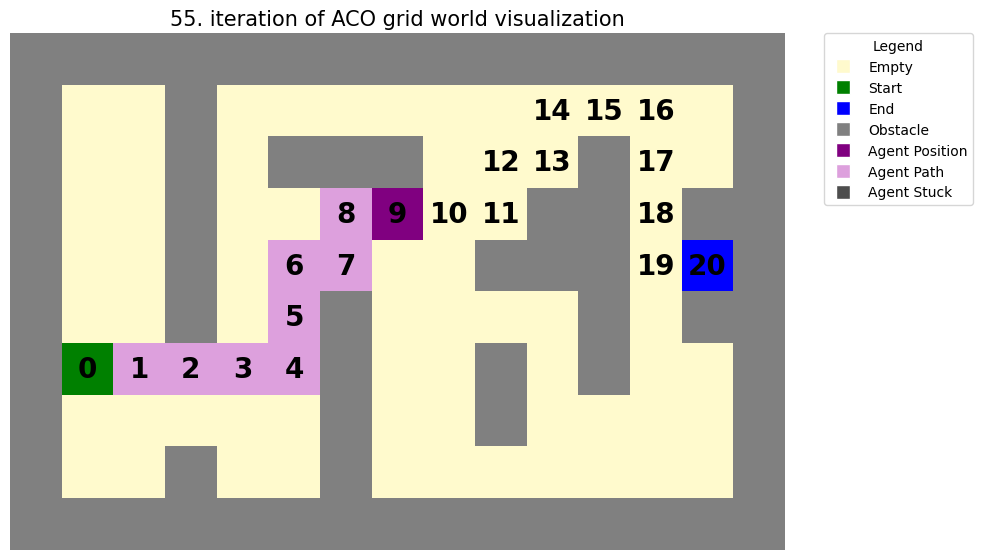 55. iteration of ACO grid world visualization
Legend
Empty
Start
End
Obstacle
Agent Position
Agent Path
Agent Stuck
14 15 16
12 13 17
8 9 10 11 18
6 7 19 20
5
0 1 2 3 4